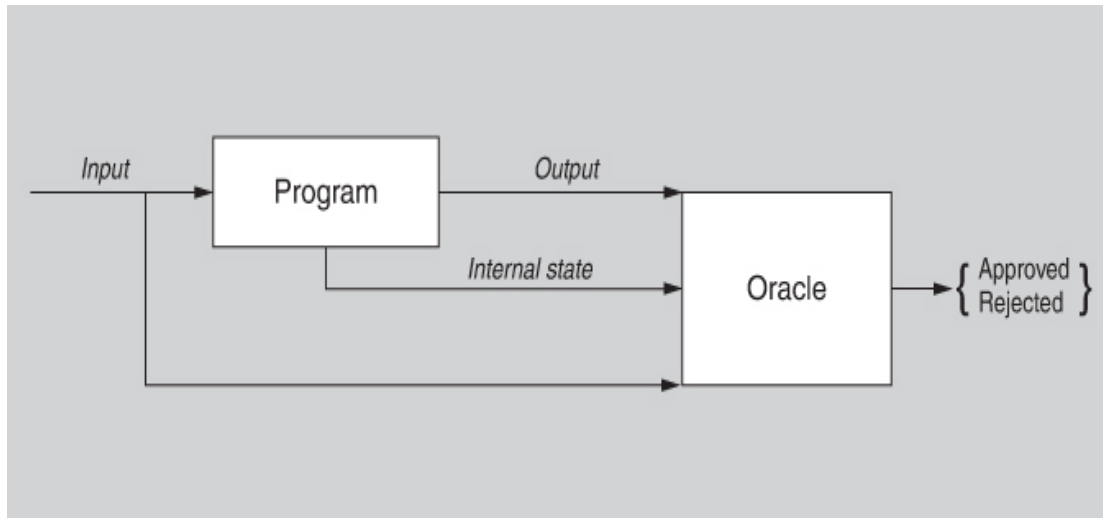 Input
Program
Output
Internal state
Oracle
{ Approved }
Rejected